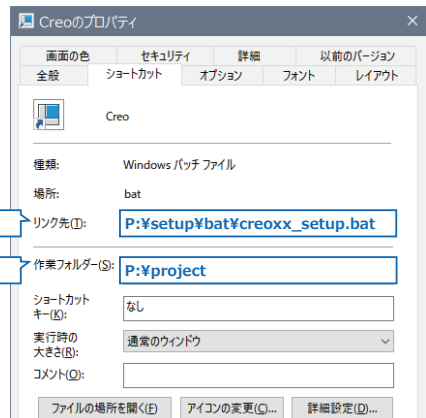 Creoのプロパティ
画面の色 セキュリティ 詳細 以前のバージョン
全般 ショートカット オプション フォント レイアウト
Creo
種類: Windows バッチ ファイル
場所: bat
リンク先(T): P:¥setup¥bat¥creoxx_setup.bat
作業フォルダー(S): P:¥project
ショートカット
キー(K): なし
実行時の
大きさ(R): 通常のウィンドウ
コメント(O):
ファイルの場所を開く(F) アイコンの変更(C)... 詳細設定(D)...